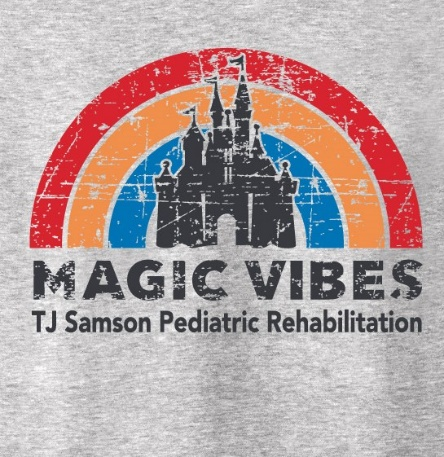 MAGIC VIBES
TJ Samson Pediatric Rehabilitation